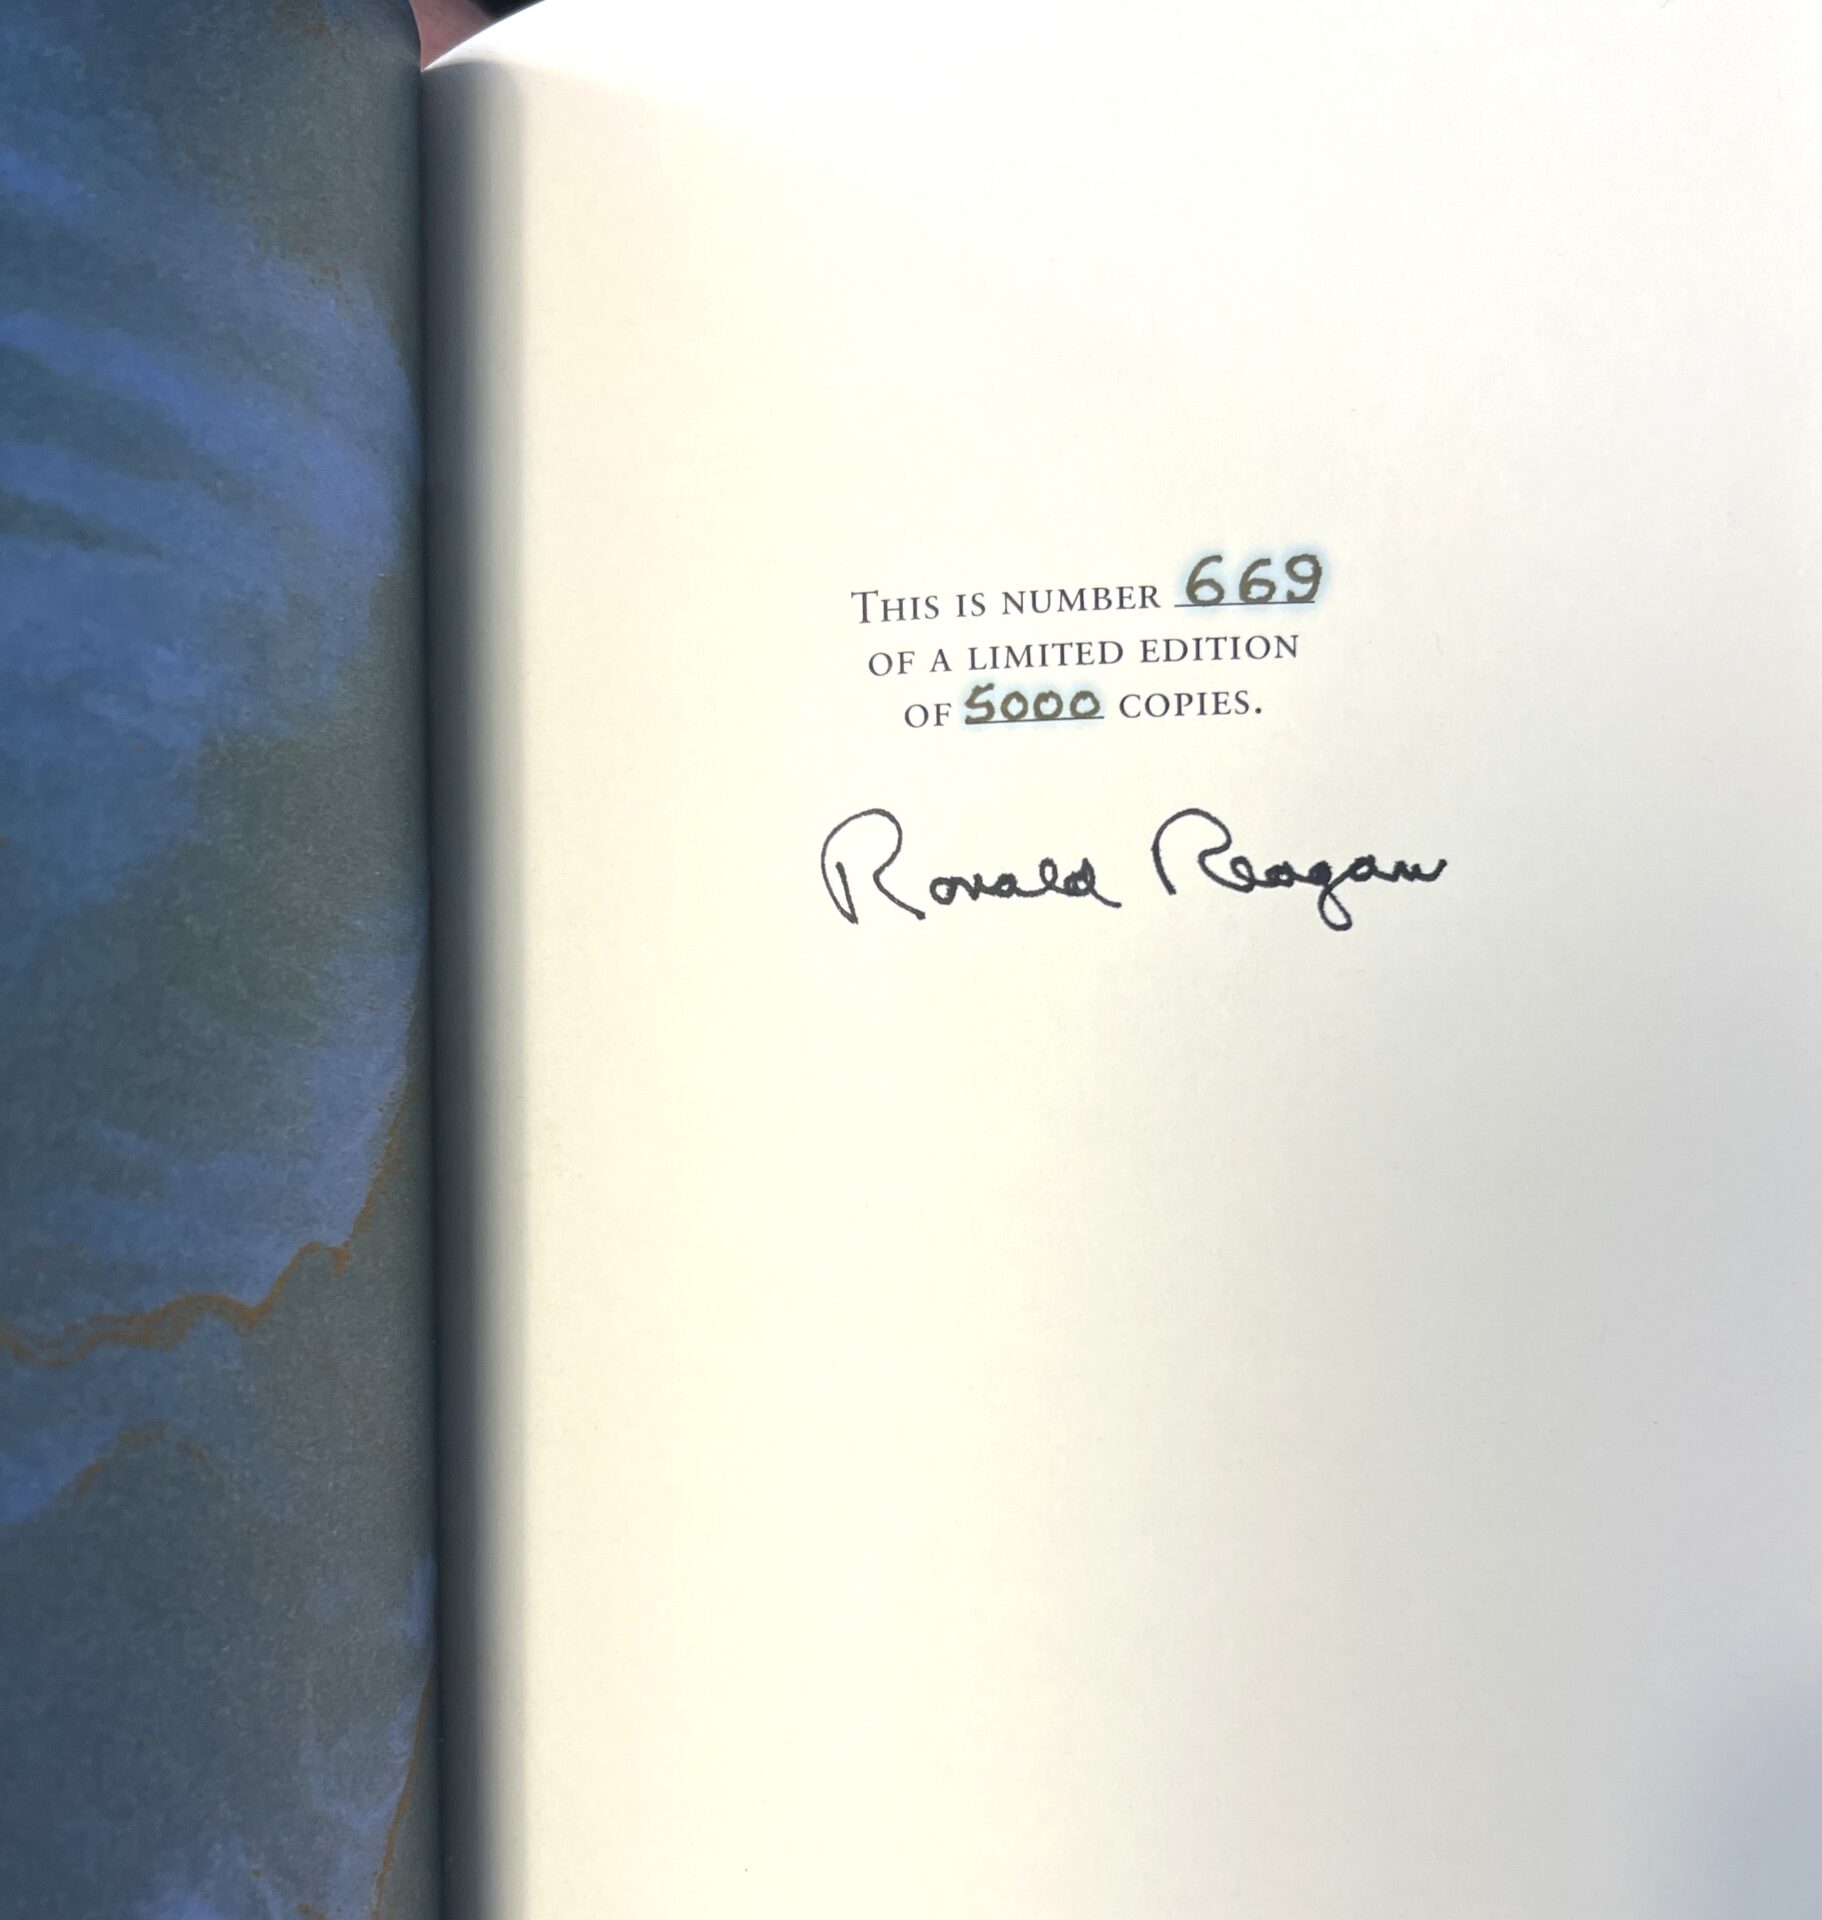 This is number 669
of a limited edition
of 5000 copies.
Ronald Reagan